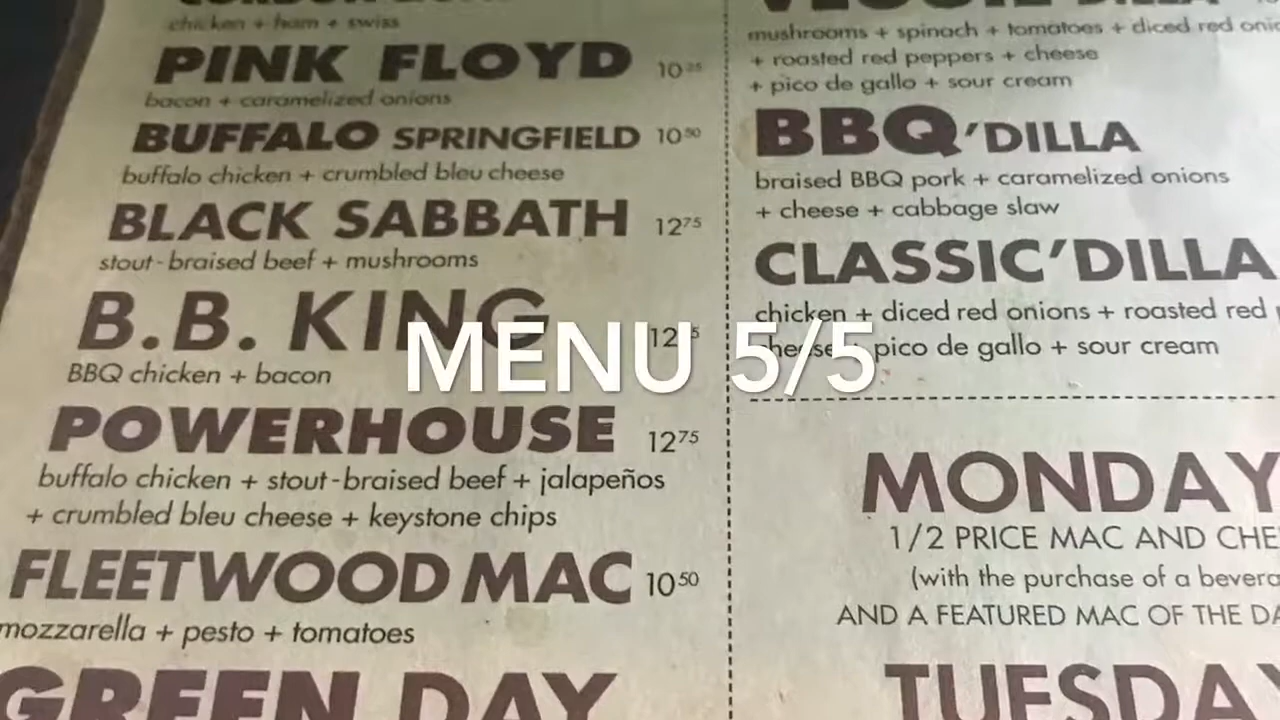 chicken + ham + swiss
PINK FLOYD 10
bacon + caramelized onions
BUFFALO SPRINGFIELD 10 50
buffalo chicken + crumbled bleu cheese
BLACK SABBATH 12 75
stout-braised beef + mushrooms
B.B. KING
BBQ chicken + bacon
POWERHOUSE 12 75
buffalo chicken + stout-braised beef + jalapeños
+ crumbled bleu cheese + keystone chips
FLEETWOOD MAC 10 50
mozzarella + pesto + tomatoes
GREEN DAY
VEGGIE'DILLA
mushrooms + spinach + tomatoes + diced red
+ roasted red peppers + cheese
+ pico de gallo + sour cream
BBQ'DILLA
braised BBQ pork + caramelized onions
+ cheese + cabbage slaw
CLASSIC'DILLA
chicken + diced red onions + roasted red
cheese + pico de gallo + sour cream
MONDAY
1/2 PRICE MAC AND
(with the purchase of a
AND A FEATURED MAC OF THE
TUESDAY
MENU 5/5